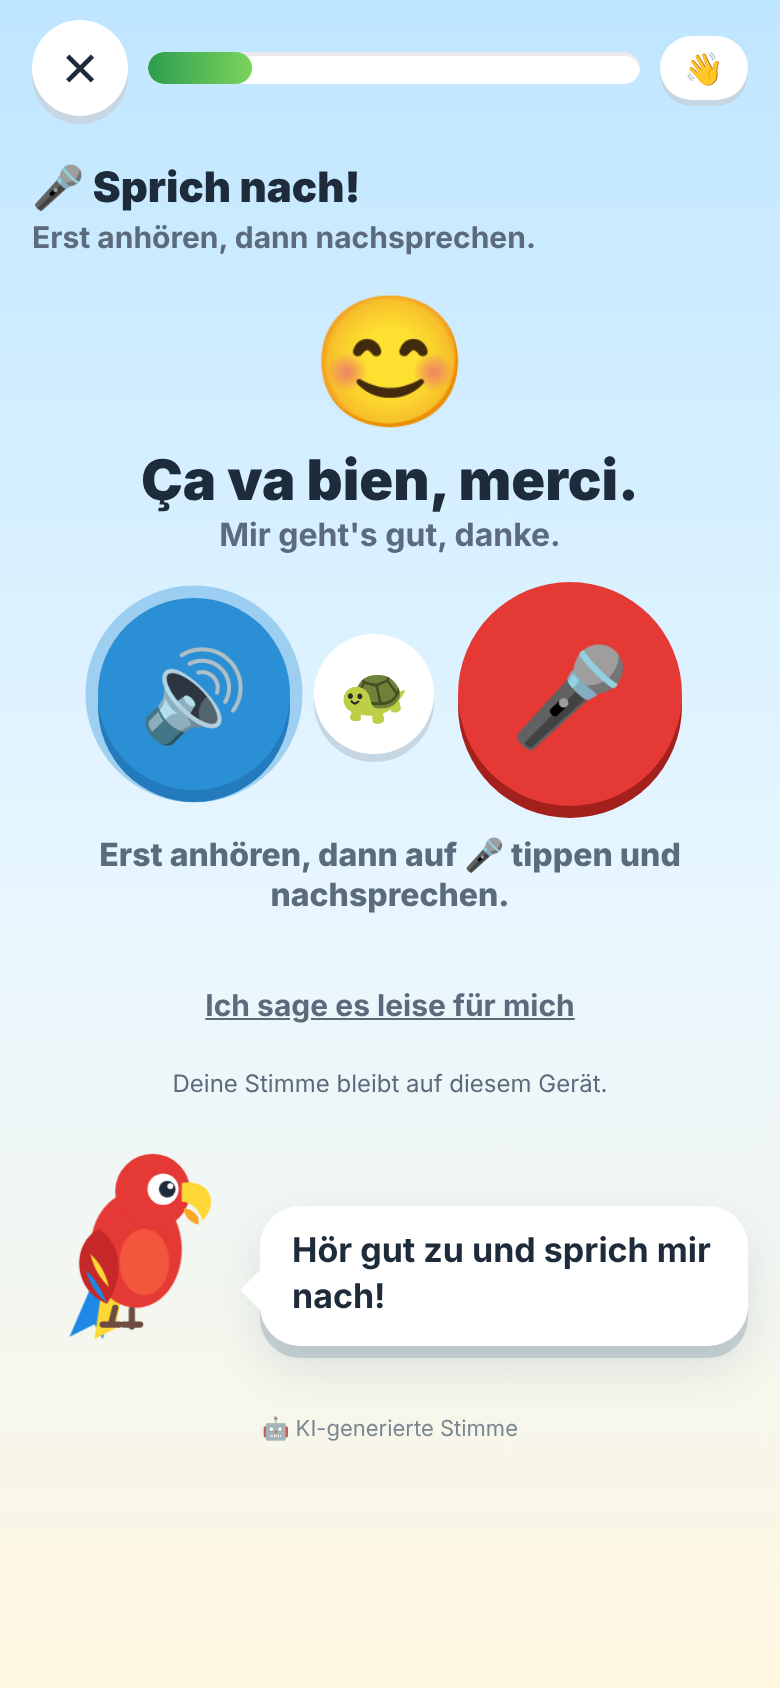 Sprich nach!
Erst anhören, dann nachsprechen.
Ça va bien, merci.
Mir geht's gut, danke.
Erst anhören, dann auf 🎤 tippen und
nachsprechen.
Ich sage es leise für mich
Deine Stimme bleibt auf diesem Gerät.
Hör gut zu und sprich mir
nach!
KI-generierte Stimme